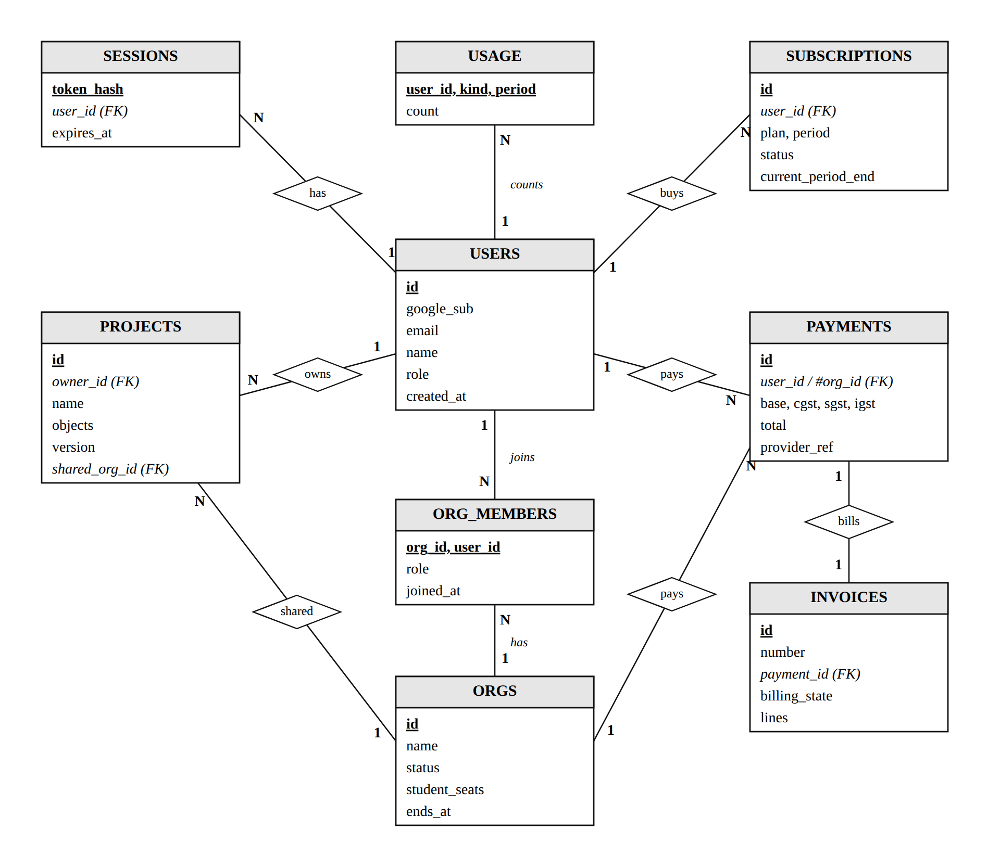 SESSIONS
token_hash
user_id (FK)
expires_at
USAGE
user_id, kind, period
count
SUBSCRIPTIONS
id
user_id (FK)
plan, period
status
current_period_end
N
has
1
N
counts
1
N
buys
1
USERS
id
google_sub
email
name
role
created_at
PROJECTS
id
owner_id (FK)
name
objects
version
shared_org_id (FK)
N
owns
1
1
pays
N
PAYMENTS
id
user_id / #org_id (FK)
base, cgst, sgst, igst
total
provider_ref
1
joins
N
ORG_MEMBERS
org_id, user_id
role
joined_at
N
shared
1
N
has
1
N
pays
1
1
bills
1
INVOICES
id
number
payment_id (FK)
billing_state
lines
ORGS
id
name
status
student_seats
ends_at